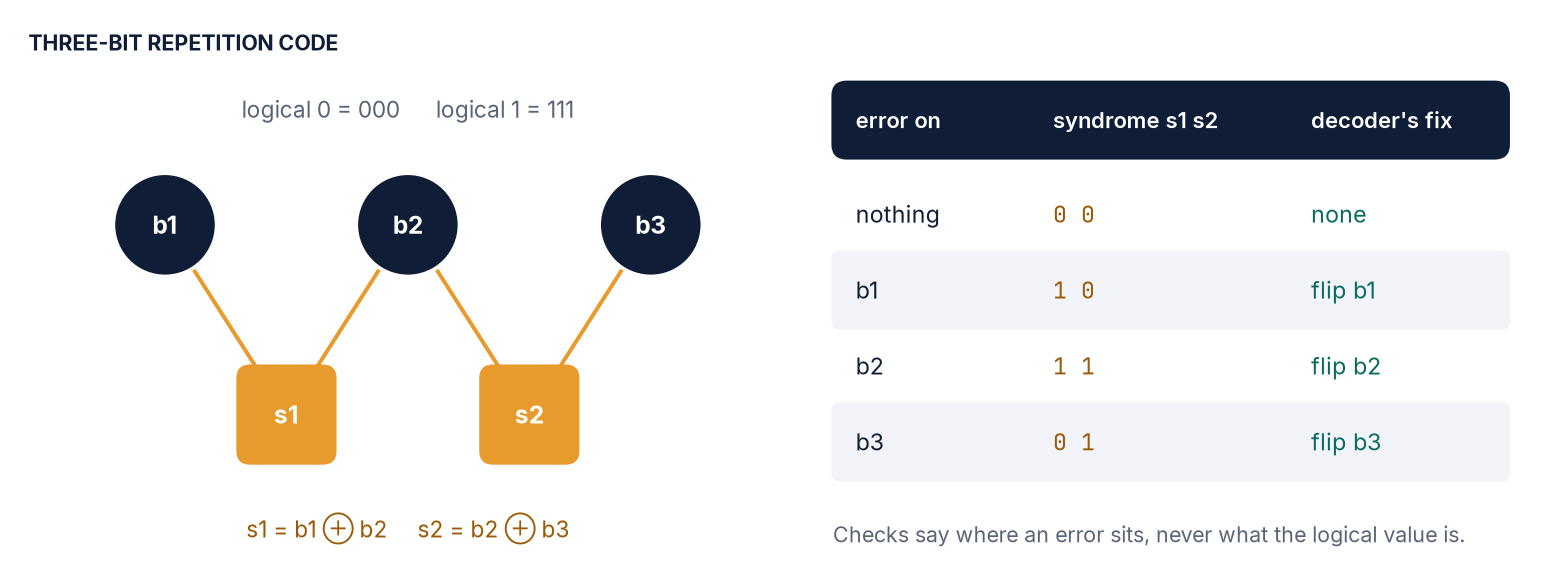 THREE-BIT REPETITION CODE
logical 0 = 000 logical 1 = 111
b1 b2 b3
s1 s2
s1 = b1 ⊕ b2 s2 = b2 ⊕ b3
error on syndrome s1 s2 decoder's fix
nothing 0 0 none
b1 1 0 flip b1
b2 1 1 flip b2
b3 0 1 flip b3
Checks say where an error sits, never what the logical value is.